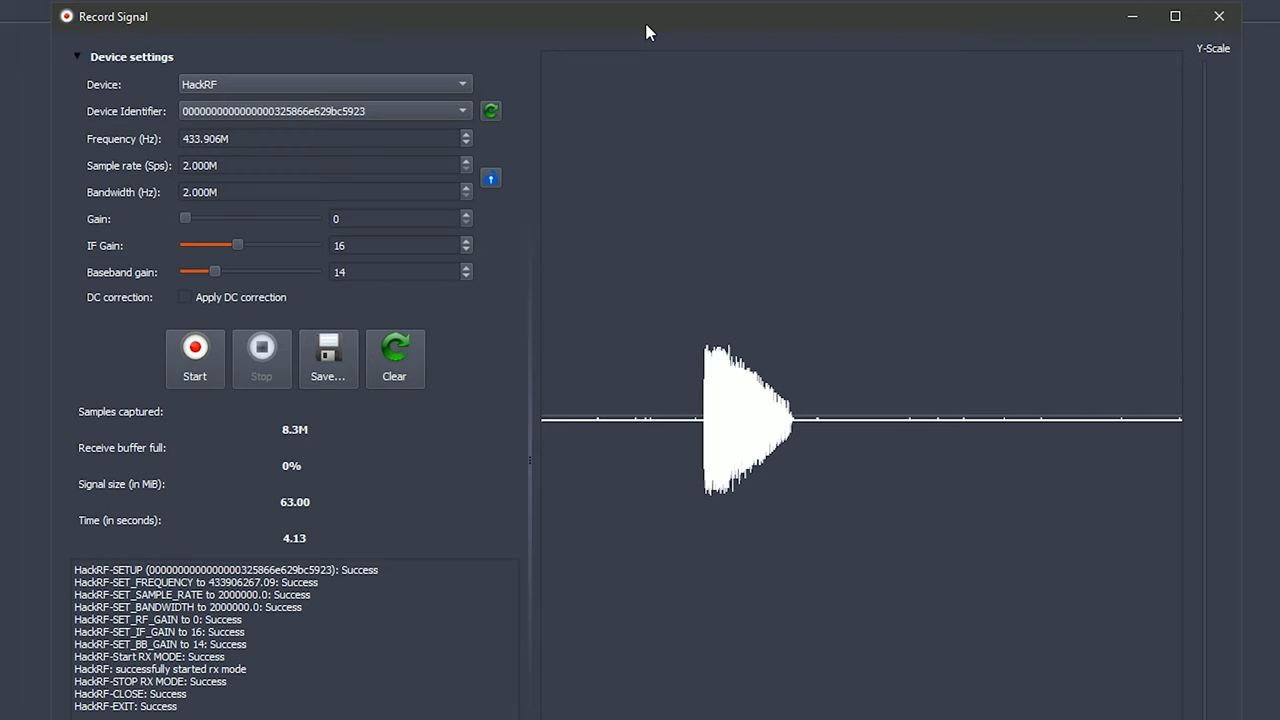 Record Signal
Device settings
Y-Scale
Device: HackRF
Device Identifier: 0000000000000000325866e629bc5923
Frequency (Hz): 433.906M
Sample rate (Sps): 2.000M
Bandwidth (Hz): 2.000M
Gain: 0
IF Gain: 16
Baseband gain: 14
DC correction: Apply DC correction
Start Stop Save... Clear
Samples captured:
8.3M
Receive buffer full:
0%
Signal size (in MiB):
63.00
Time (in seconds):
4.13
HackRF-SETUP (0000000000000000325866e629bc5923): Success
HackRF-SET_FREQUENCY to 433906267.09: Success
HackRF-SET_SAMPLE_RATE to 2000000.0: Success
HackRF-SET_BANDWIDTH to 2000000.0: Success
HackRF-SET_RF_GAIN to 0: Success
HackRF-SET_IF_GAIN to 16: Success
HackRF-SET_BB_GAIN to 14: Success
HackRF-Start RX MODE: Success
HackRF: successfully started rx mode
HackRF-STOP RX MODE: Success
HackRF-CLOSE: Success
HackRF-EXIT: Success